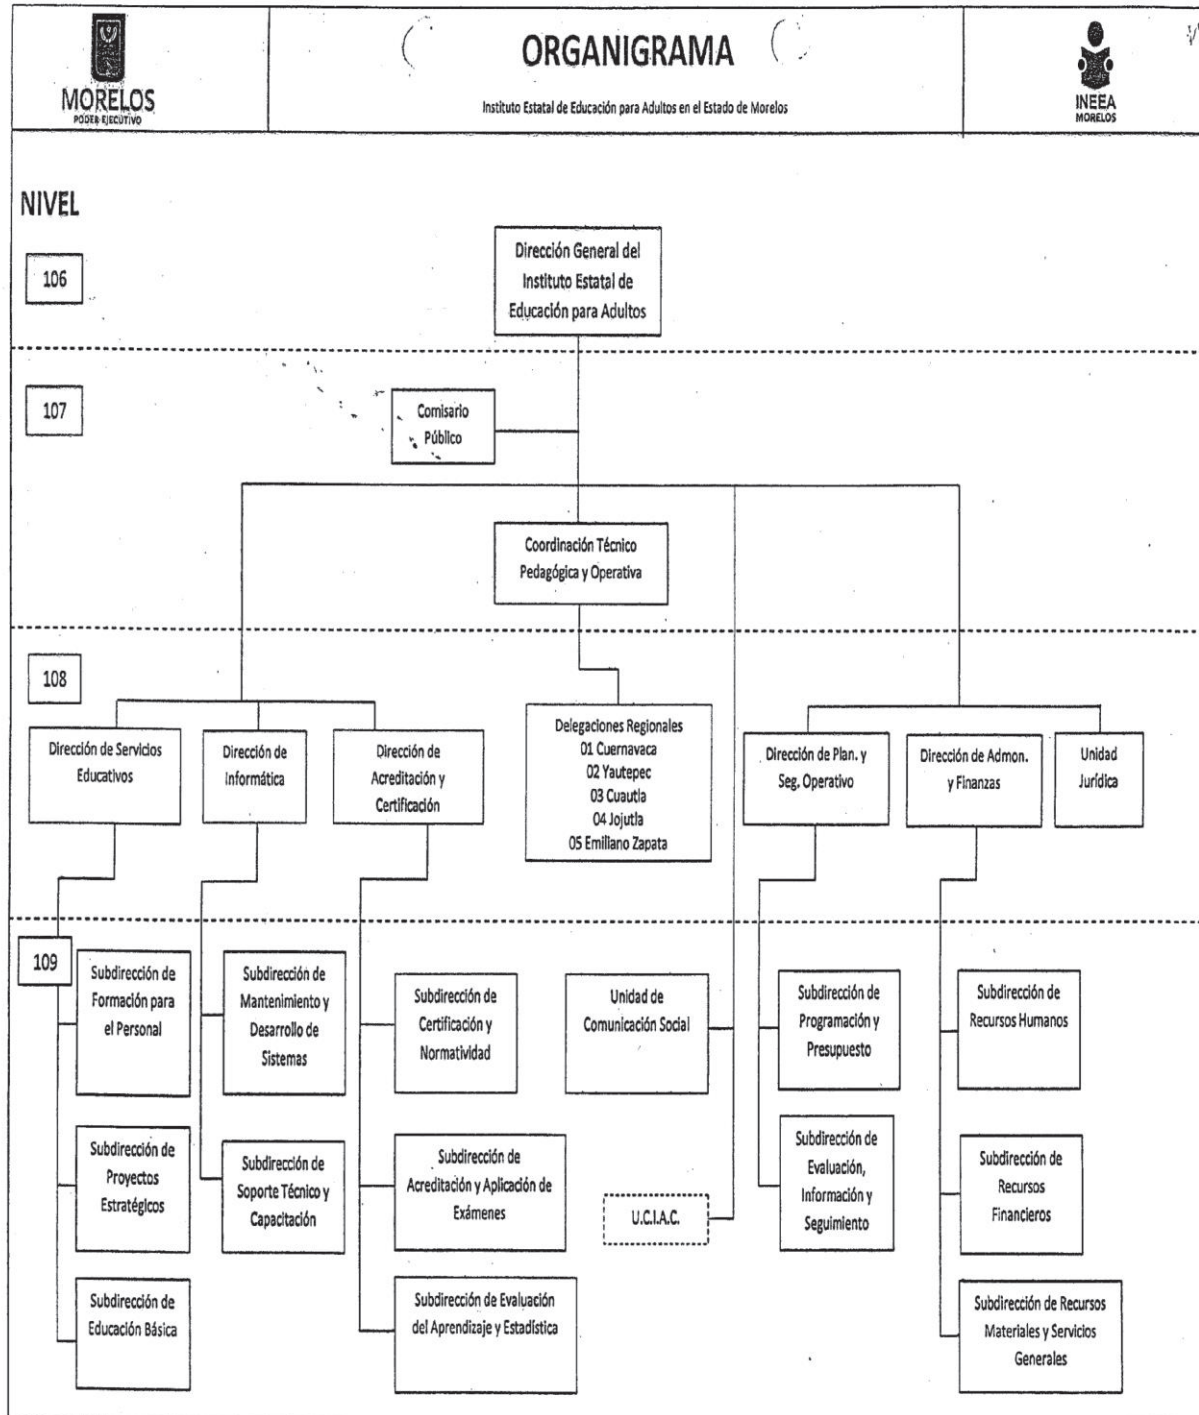 MORELOS
PODER EJECUTIVO
ORGANIGRAMA
Instituto Estatal de Educación para Adultos en el Estado de Morelos
INEEA
MORELOS
NIVEL
106
Dirección General del
Instituto Estatal de
Educación para Adultos
107
Comisario
Público
Coordinación Técnico
Pedagógica y Operativa
108
Dirección de Servicios
Educativos
Dirección de
Informática
Dirección de
Acreditación y
Certificación
Delegaciones Regionales
01 Cuernavaca
02 Yautepec
03 Cuautla
04 Jojutla
05 Emiliano Zapata
Dirección de Plan. y
Seg. Operativo
Dirección de Admon.
y Finanzas
Unidad
Jurídica
109
Subdirección de
Formación para
el Personal
Subdirección de
Mantenimiento y
Desarrollo de
Sistemas
Subdirección de
Certificación y
Normatividad
Unidad de
Comunicación Social
Subdirección de
Programación y
Presupuesto
Subdirección de
Recursos Humanos
Subdirección de
Proyectos
Estratégicos
Subdirección de
Soporte Técnico y
Capacitación
Subdirección de
Acreditación y Aplicación de
Exámenes
U.C.I.A.C.
Subdirección de
Evaluación,
Información y
Seguimiento
Subdirección de
Recursos
Financieros
Subdirección de
Educación Básica
Subdirección de Evaluación
del Aprendizaje y Estadística
Subdirección de Recursos
Materiales y Servicios
Generales